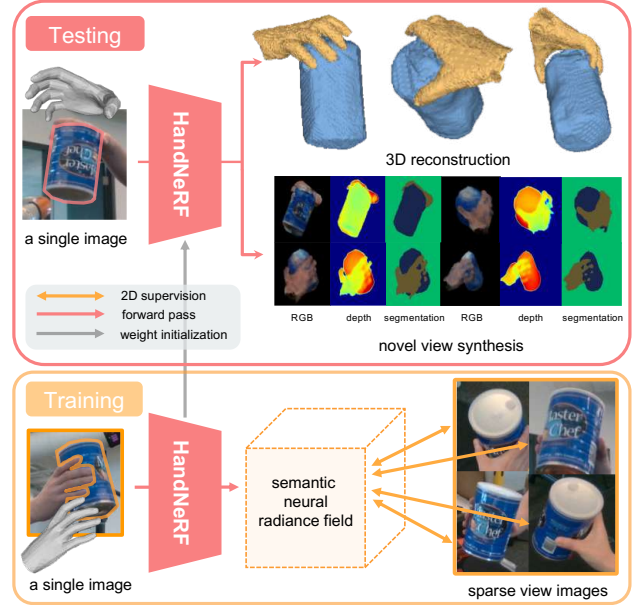 Testing
HandNeRF
a single image
3D reconstruction
RGB depth segmentation RGB depth segmentation
novel view synthesis
2D supervision
forward pass
weight initialization
Training
HandNeRF
a single image
semantic
neural
radiance field
aster
Chef
sparse view images